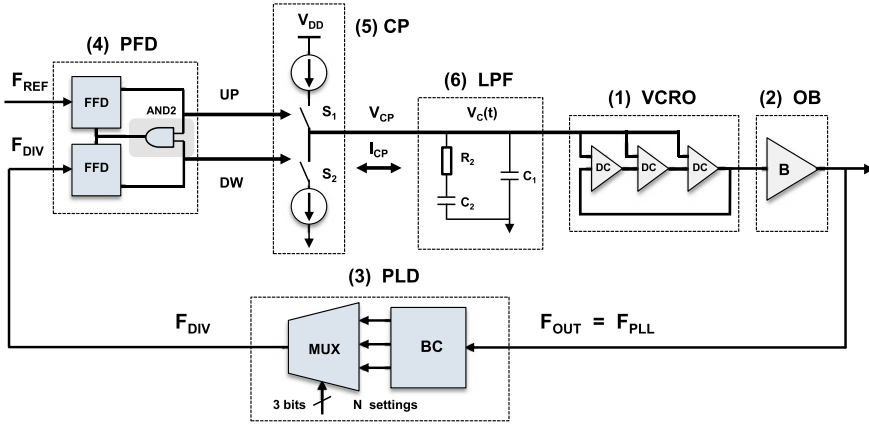 (4) PFD
(5) CP
(6) LPF
(1) VCRO
(2) OB
V_DD
F_REF
FFD
AND2
UP
S_1
V_CP
V_C(t)
F_DIV
FFD
DW
S_2
I_CP
R_2
C_2
C_1
DC
DC
DC
B
(3) PLD
F_DIV
MUX
BC
F_OUT = F_PLL
3 bits
N settings